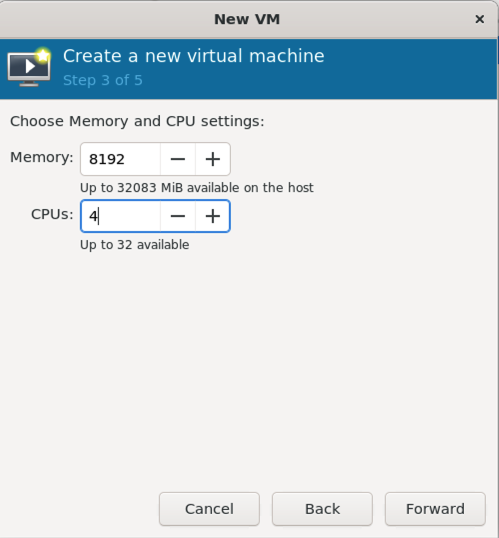 New VM
Create a new virtual machine
Step 3 of 5
Choose Memory and CPU settings:
Memory: 8192
Up to 32083 MiB available on the host
CPUs: 4
Up to 32 available
Cancel Back Forward